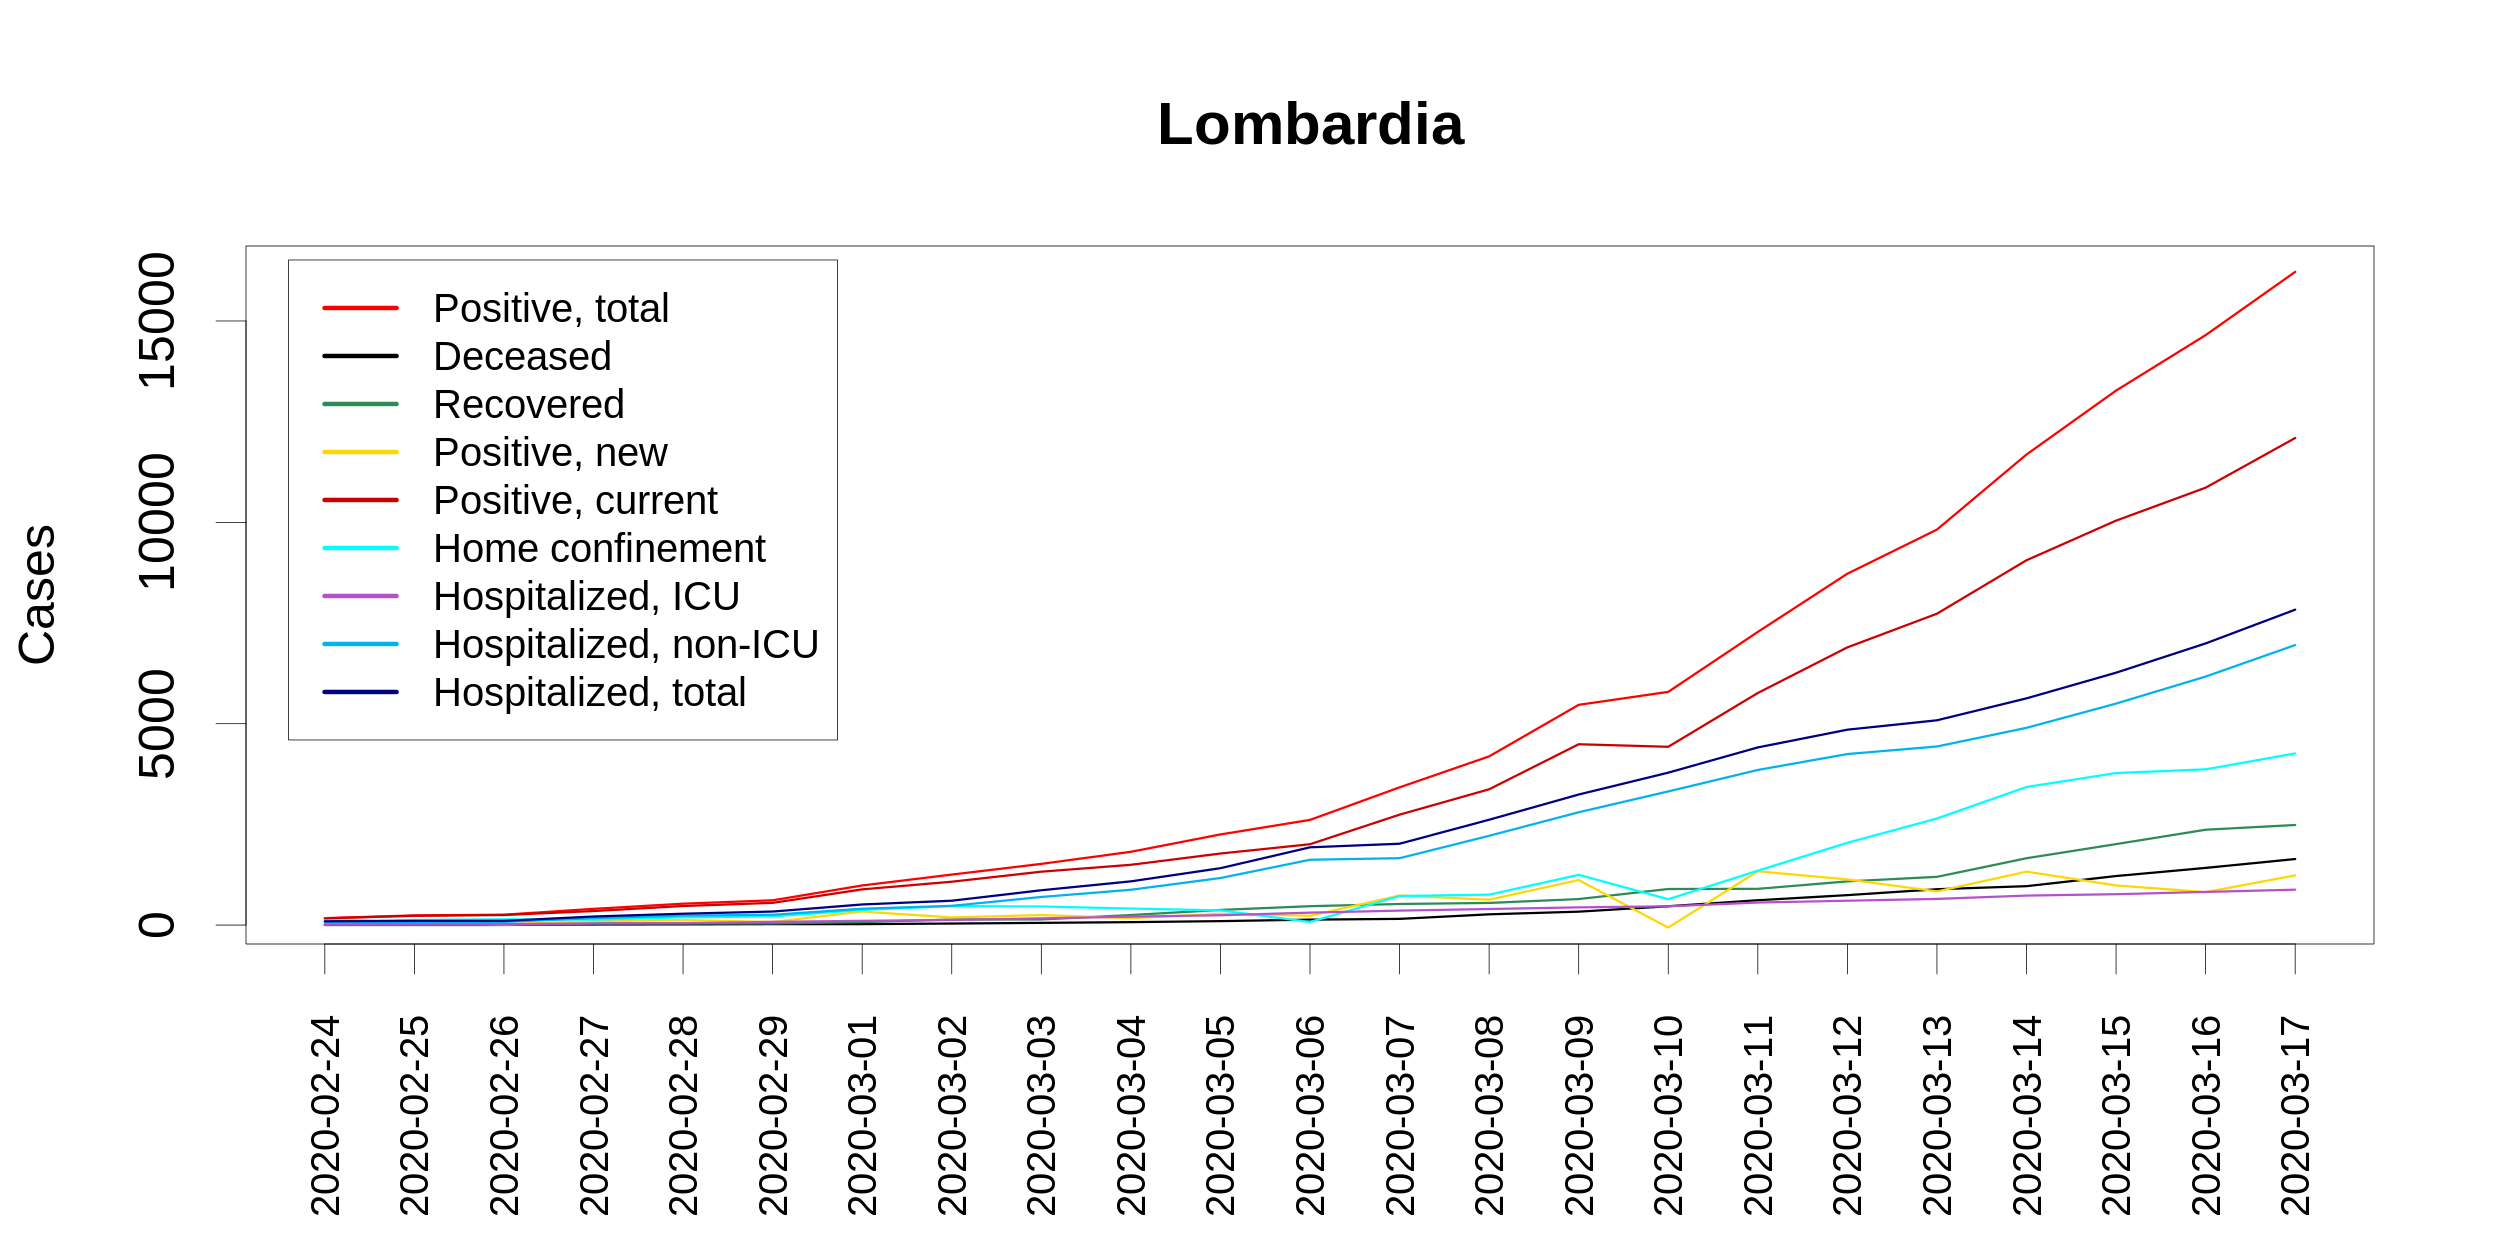 Lombardia
Cases
15000
10000
5000
0
Positive, total
Deceased
Recovered
Positive, new
Positive, current
Home confinement
Hospitalized, ICU
Hospitalized, non-ICU
Hospitalized, total
2020-02-24
2020-02-25
2020-02-26
2020-02-27
2020-02-28
2020-02-29
2020-03-01
2020-03-02
2020-03-03
2020-03-04
2020-03-05
2020-03-06
2020-03-07
2020-03-08
2020-03-09
2020-03-10
2020-03-11
2020-03-12
2020-03-13
2020-03-14
2020-03-15
2020-03-16
2020-03-17